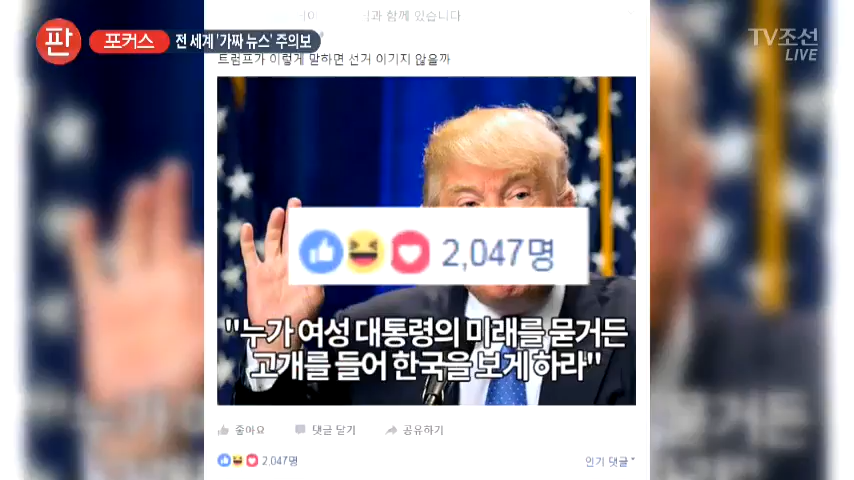 과 함께 있습니다
판 포커스 전 세계 '가짜 뉴스' 주의보
TV조선
LIVE
트럼프가 이렇게 말하면 선거 이기지 않을까
2,047명
"누가 여성 대통령의 미래를 묻거든
고개를 들어 한국을 보게 하라"
좋아요 댓글 달기 공유하기
2,047명 인기 댓글